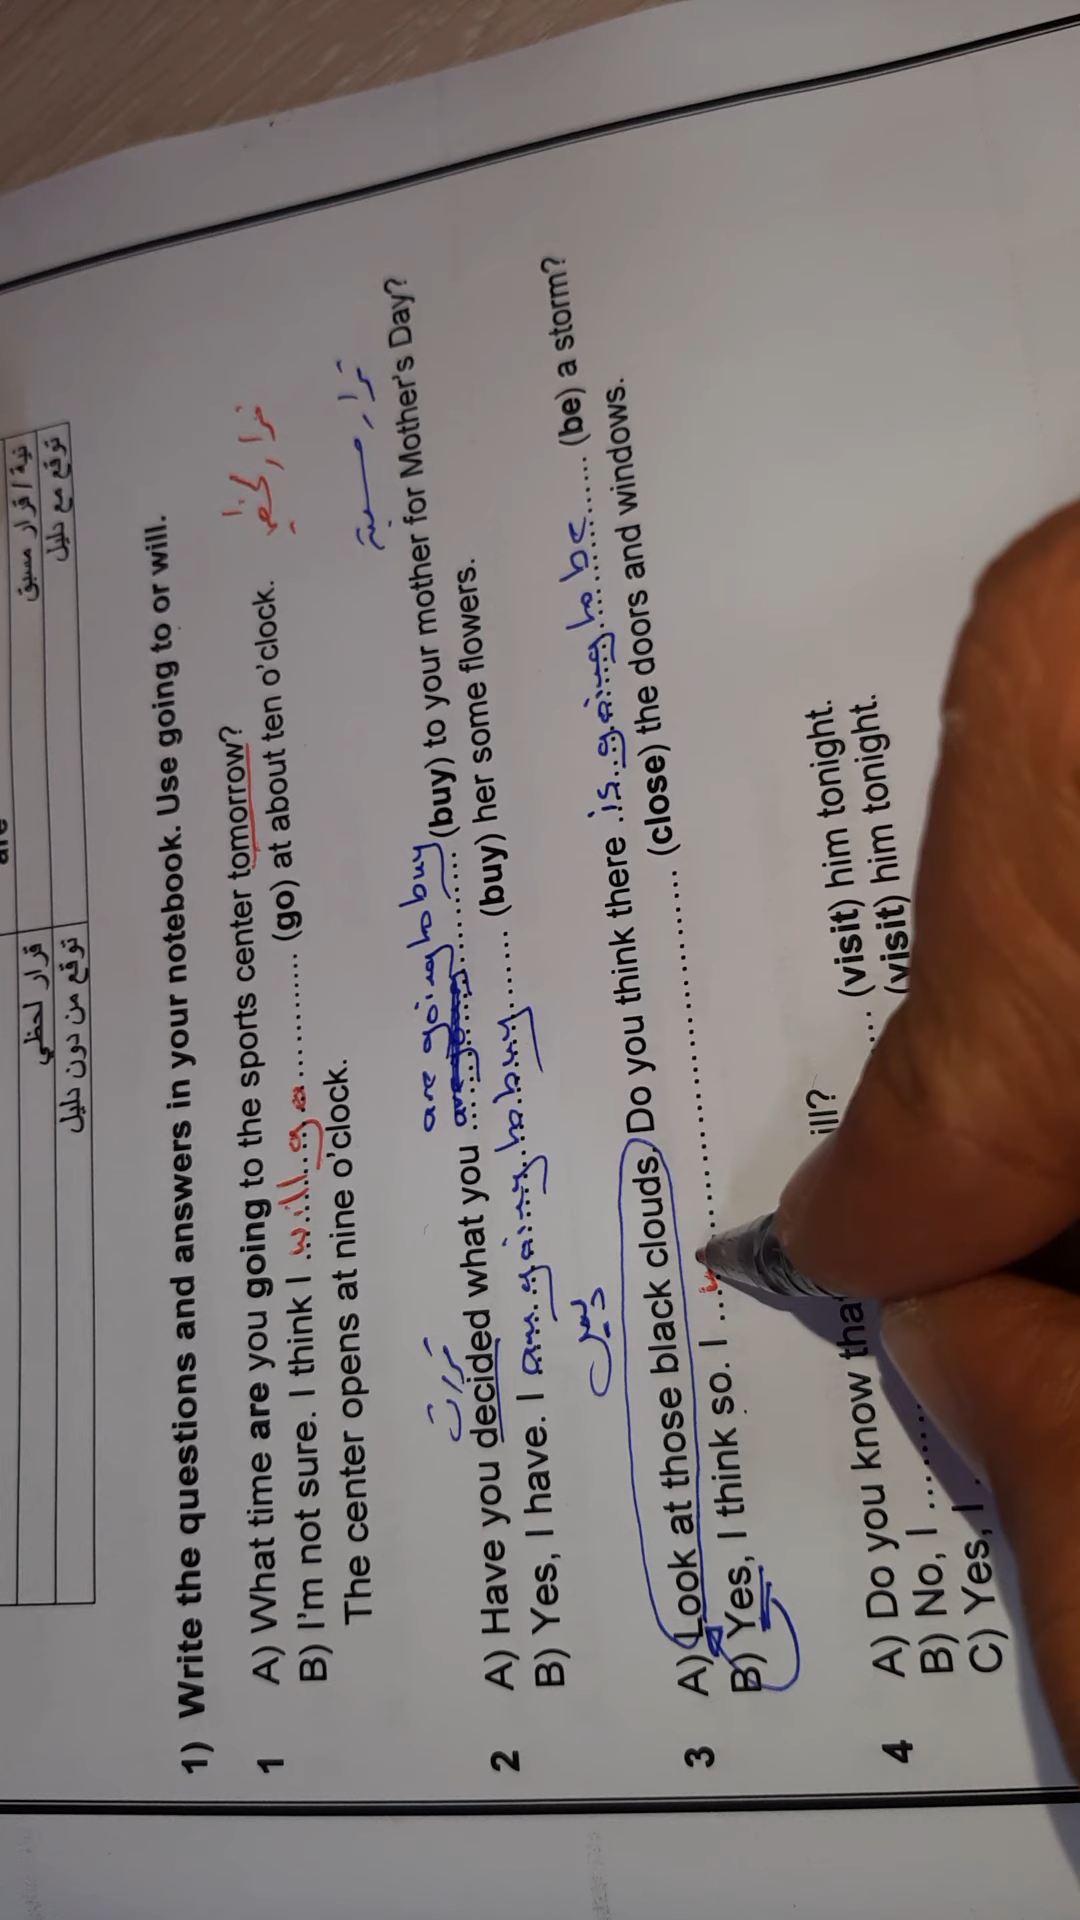 are
قرار لحظي
نية / قرار مسبق
توقع من دون دليل
توقع مع دليل
1) Write the questions and answers in your notebook. Use going to or will.
1 A) What time are you going to the sports center tomorrow?
B) I'm not sure. I think I will go (go) at about ten o'clock.
The center opens at nine o'clock.
2 A) Have you decided what you are going to buy (buy) to your mother for Mother's Day?
B) Yes, I have. I am going to buy (buy) her some flowers.
3 A) Look at those black clouds. Do you think there is going to be (be) a storm?
B) Yes, I think so. I (close) the doors and windows.
4 A) Do you know that ill?
B) No, I (visit) him tonight.
C) Yes, I (visit) him tonight.